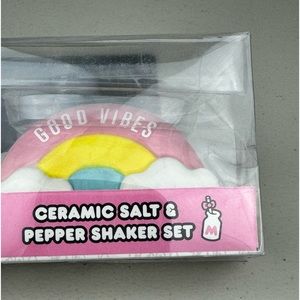 GOOD VIBES
CERAMIC SALT &
PEPPER SHAKER SET
M